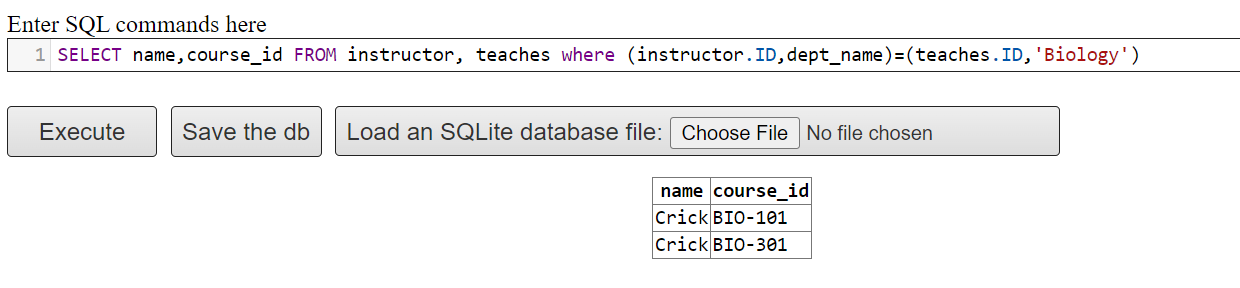 Enter SQL commands here
1 SELECT name,course_id FROM instructor, teaches where (instructor.ID,dept_name)=(teaches.ID,'Biology')
Execute Save the db Load an SQLite database file: Choose File No file chosen
name course_id
Crick BIO-101
Crick BIO-301